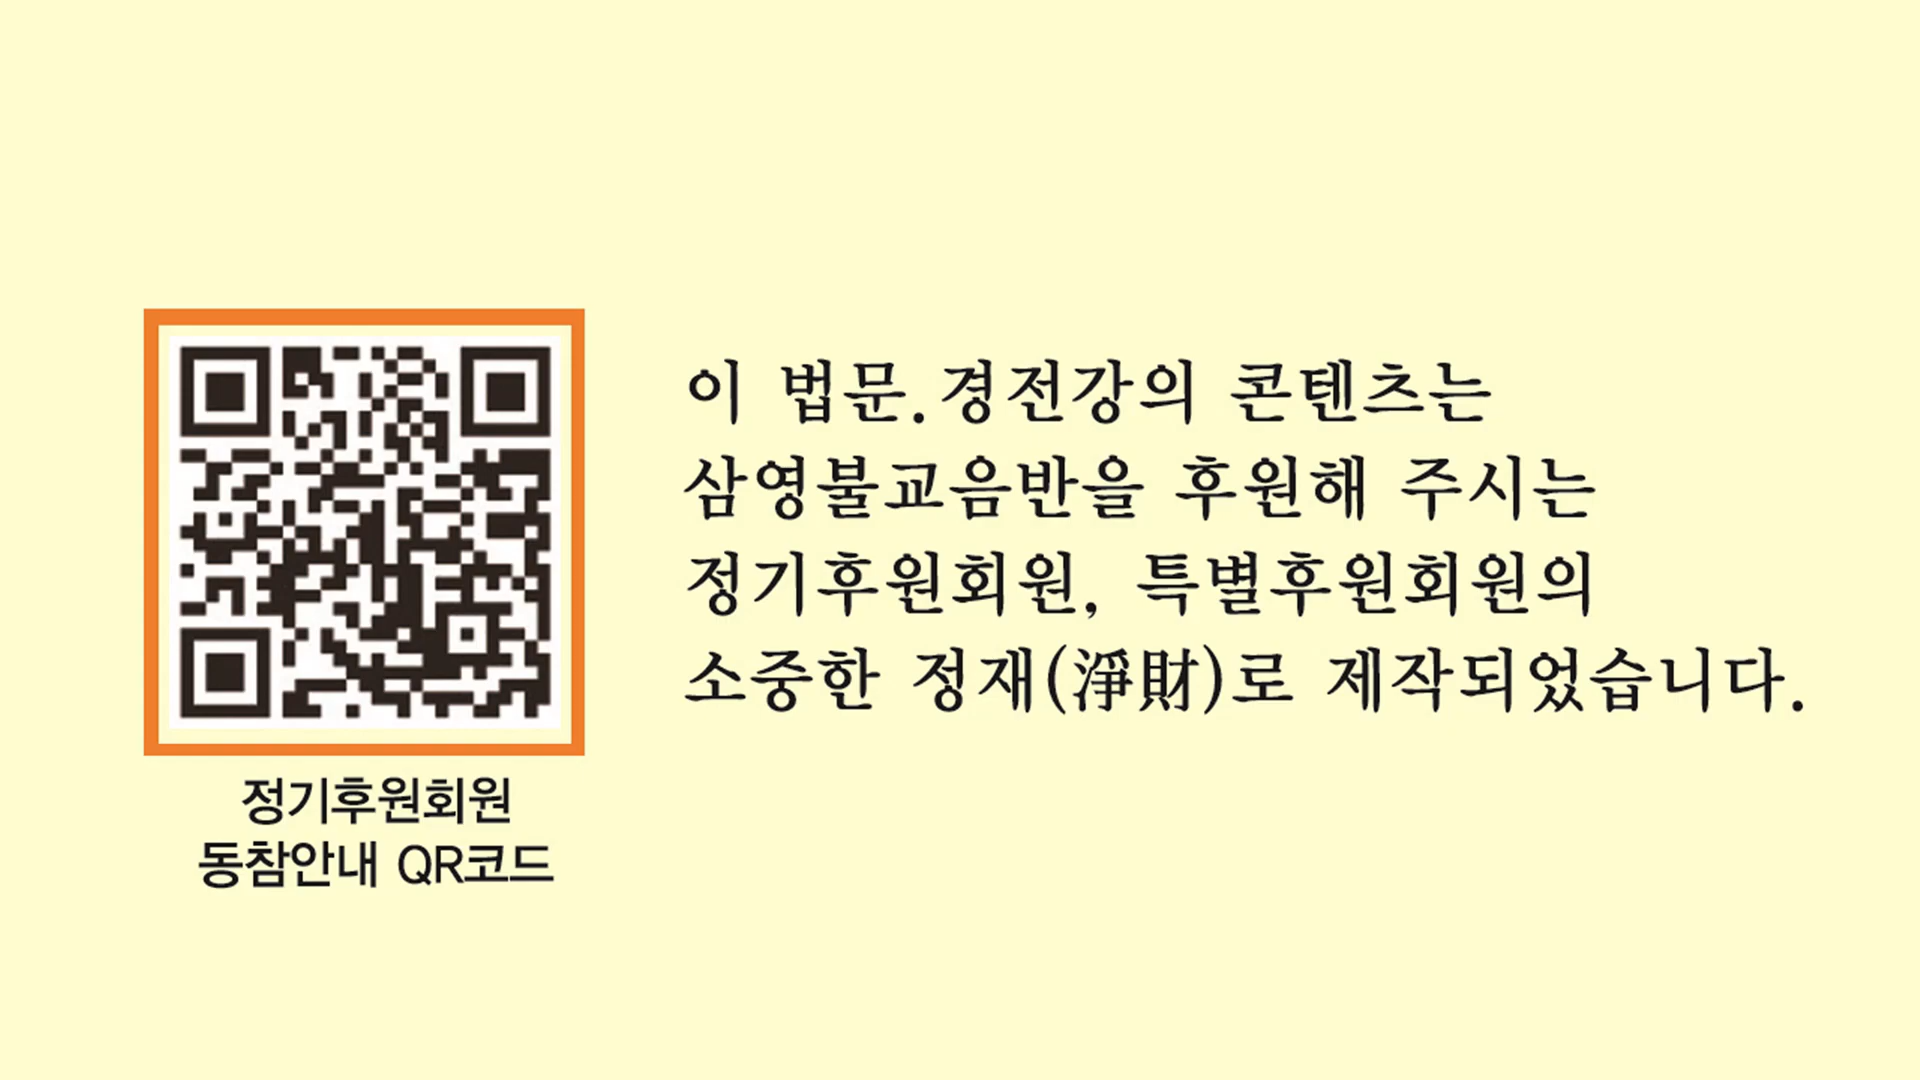 이 법문.경전강의 콘텐츠는
삼영불교음반을 후원해 주시는
정기후원회원, 특별후원회원의
소중한 정재(淨財)로 제작되었습니다.
정기후원회원
동참안내 QR코드